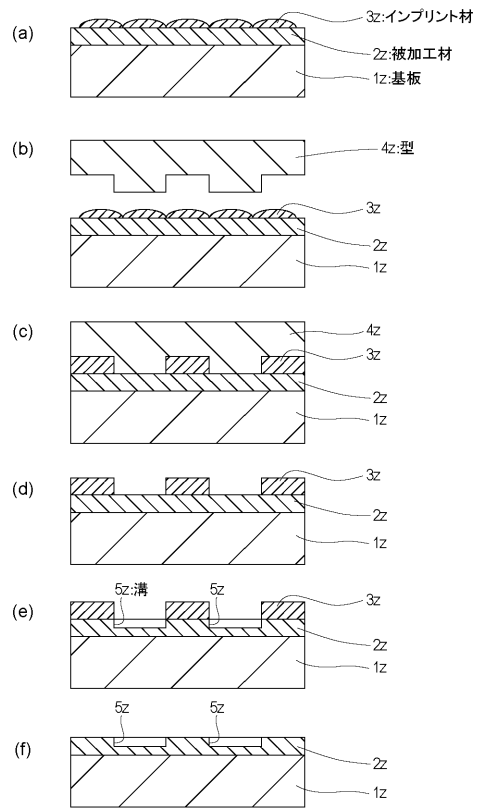 (a)
3z:インプリント材
2z:被加工材
1z:基板
(b)
4z:型
3z
2z
1z
(c)
4z
3z
2z
1z
(d)
3z
2z
1z
(e)
5z:溝
5z
3z
2z
1z
(f)
5z
5z
2z
1z